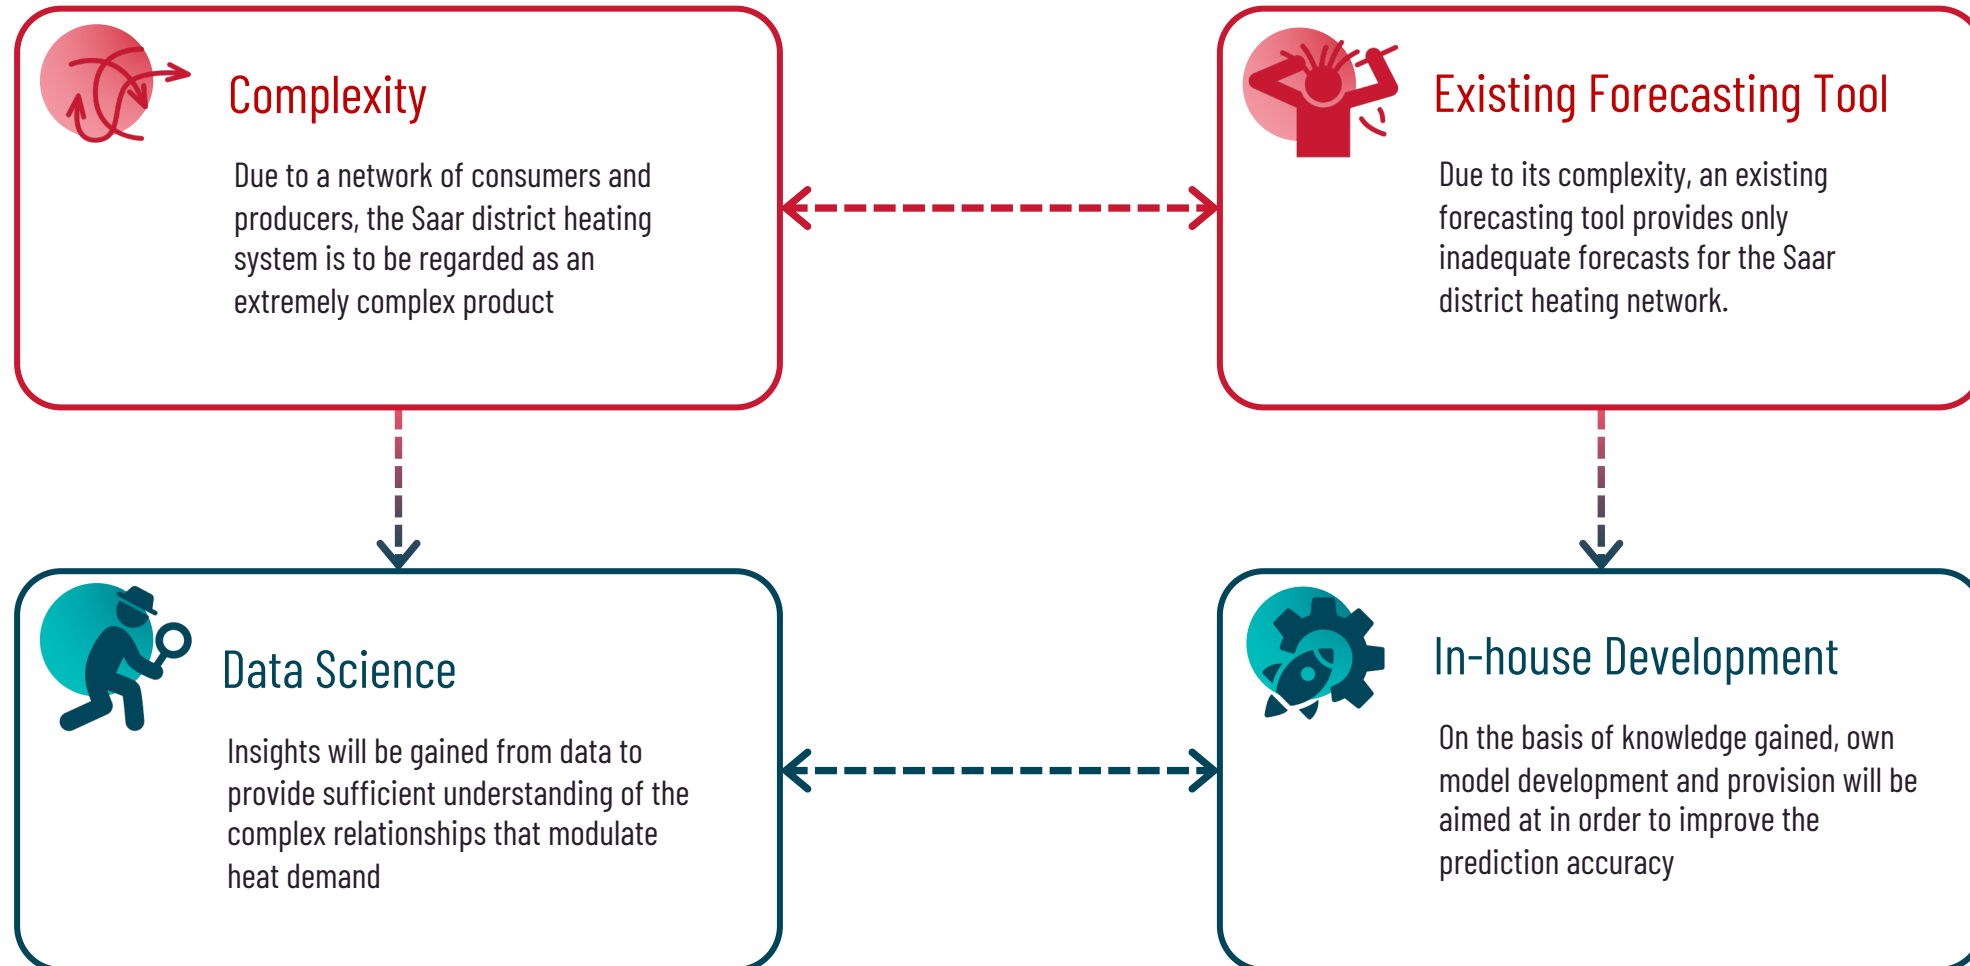 Complexity
Due to a network of consumers and
producers, the Saar district heating
system is to be regarded as an
extremely complex product
Existing Forecasting Tool
Due to its complexity, an existing
forecasting tool provides only
inadequate forecasts for the Saar
district heating network.
Data Science
Insights will be gained from data to
provide sufficient understanding of the
complex relationships that modulate
heat demand
In-house Development
On the basis of knowledge gained, own
model development and provision will be
aimed at in order to improve the
prediction accuracy